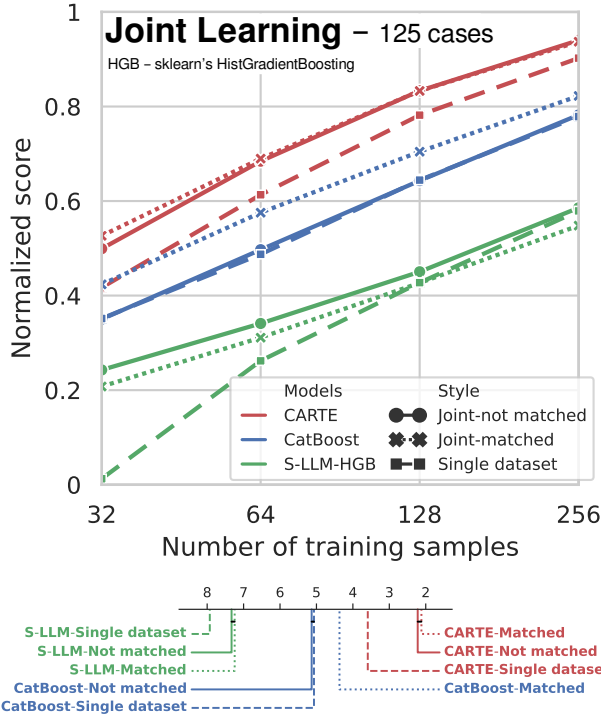 Joint Learning – 125 cases
HGB – sklearn's HistGradientBoosting
Normalized score
1
0.8
0.6
0.4
0.2
0
Models
CARTE
CatBoost
S-LLM-HGB
Style
Joint-not matched
Joint-matched
Single dataset
32 64 128 256
Number of training samples
8 7 6 5 4 3 2
S-LLM-Single dataset
S-LLM-Not matched
S-LLM-Matched
CatBoost-Not matched
CatBoost-Single dataset
CARTE-Matched
CARTE-Not matched
CARTE-Single datase
CatBoost-Matched